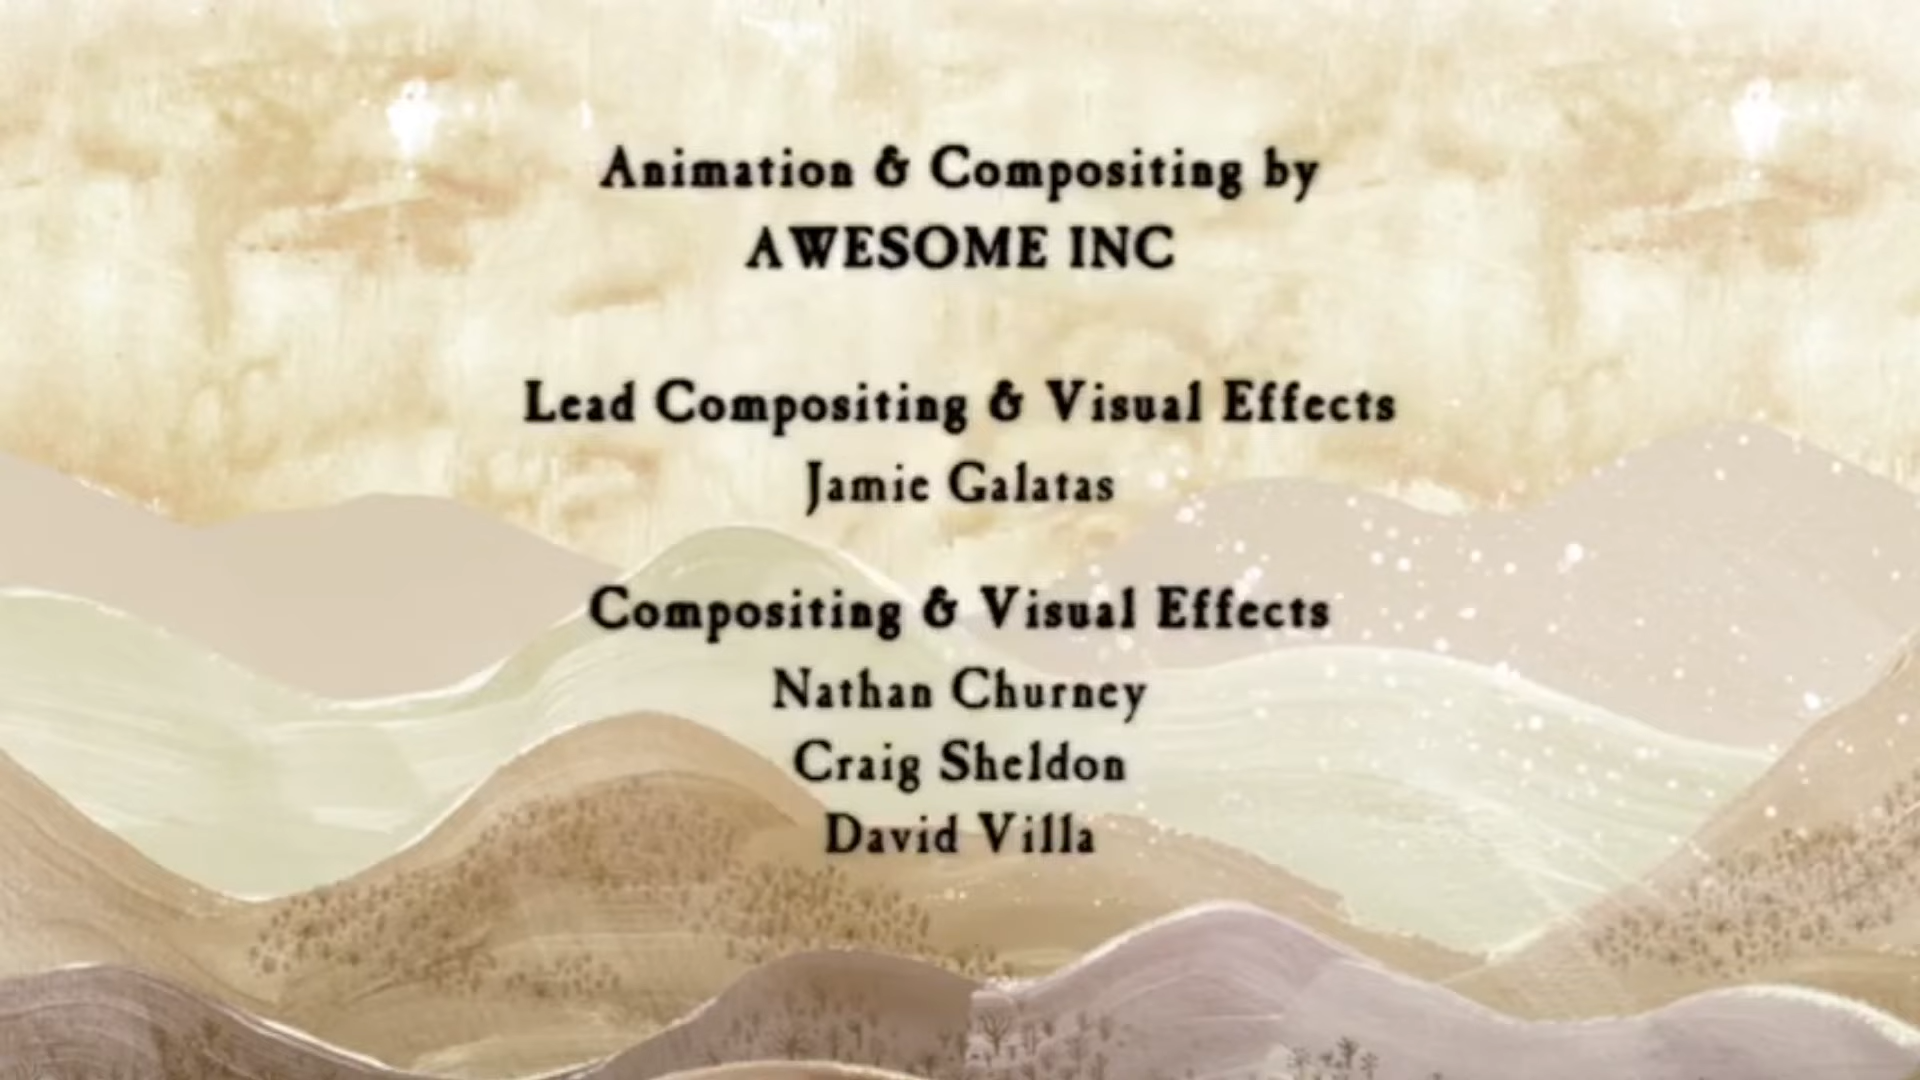 Animation & Compositing by
AWESOME INC
Lead Compositing & Visual Effects
Jamie Galatas
Compositing & Visual Effects
Nathan Churney
Craig Sheldon
David Villa